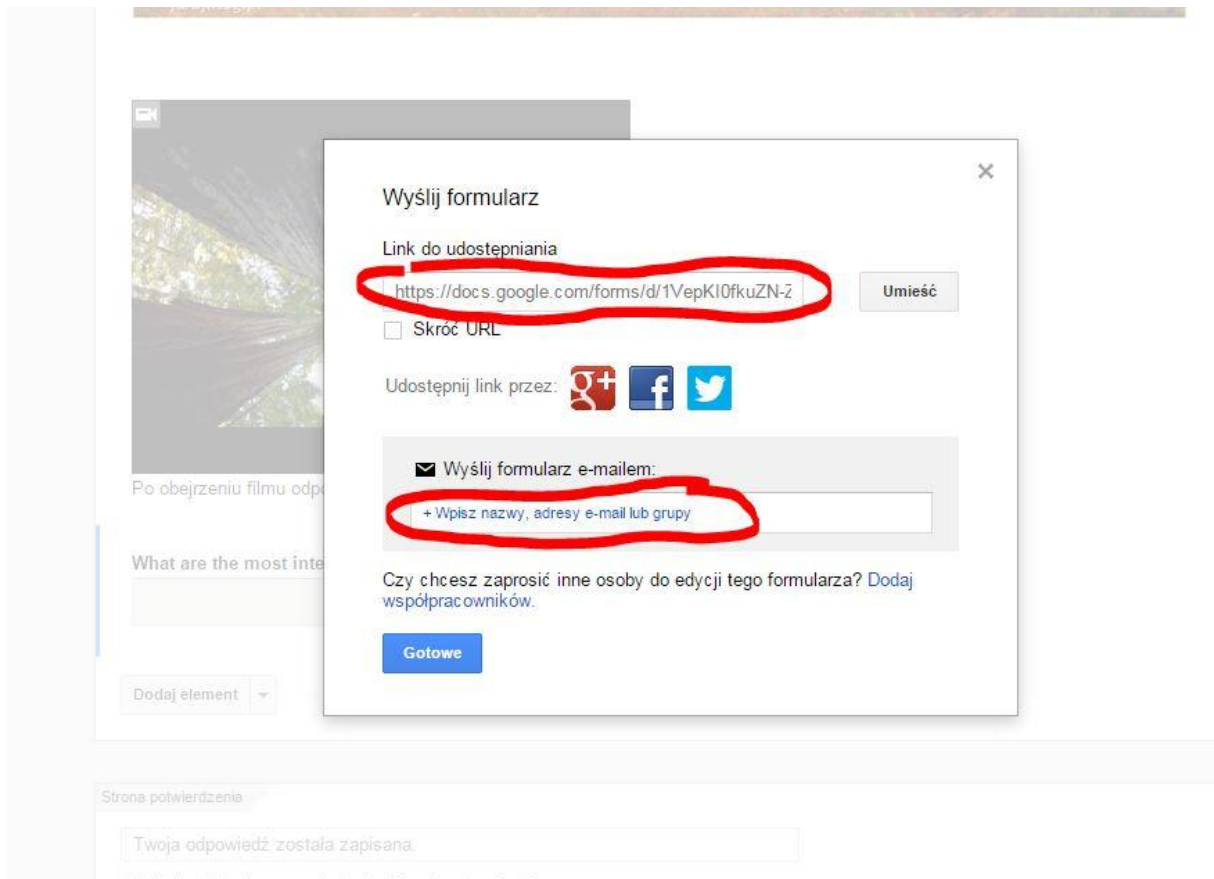 Wyślij formularz
Link do udostępniania
https://docs.google.com/forms/d/1VepKI0fkuZN-Z
Umieść
Skróć URL
Udostępnij link przez:
Wyślij formularz e-mailem:
+ Wpisz nazwy, adresy e-mail lub grupy
Po obejrzeniu filmu odpo
What are the most inte
Czy chcesz zaprosić inne osoby do edycji tego formularza? Dodaj
współpracowników.
Gotowe
Dodaj element
Strona potwierdzenia
Twoja odpowiedź została zapisana.